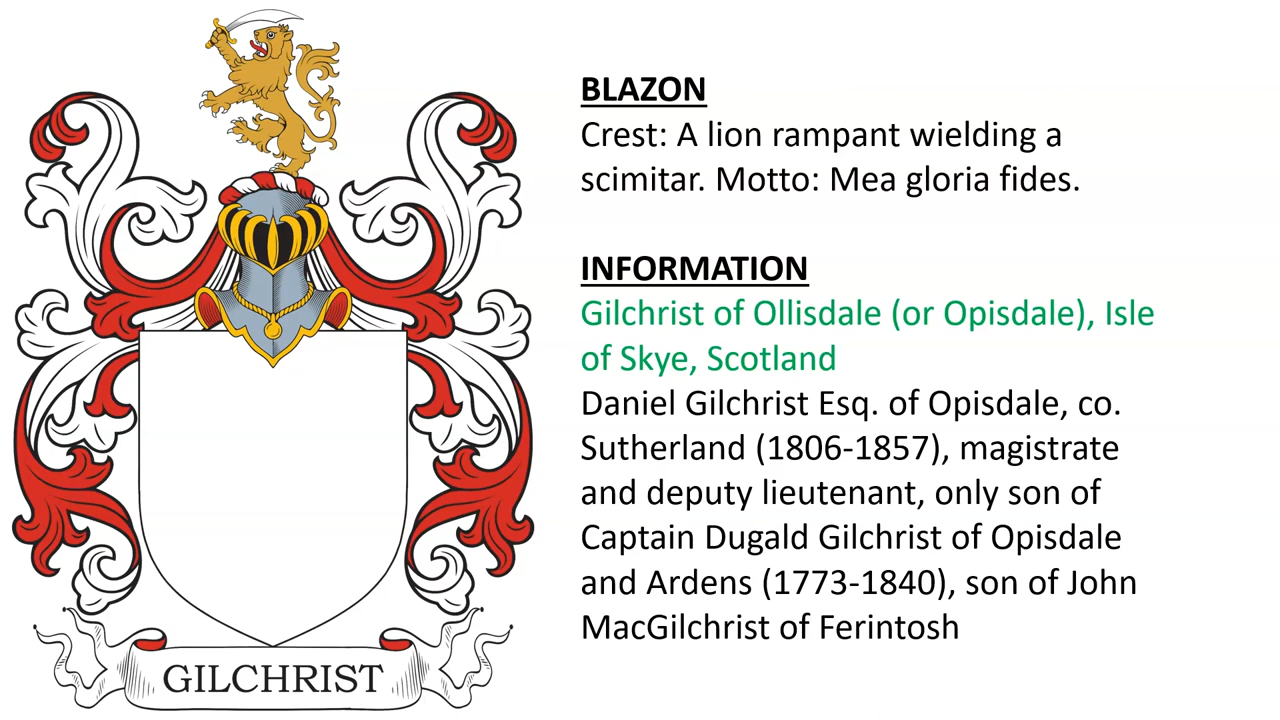 BLAZON
Crest: A lion rampant wielding a
scimitar. Motto: Mea gloria fides.
INFORMATION
Gilchrist of Ollisdale (or Opisdale), Isle
of Skye, Scotland
Daniel Gilchrist Esq. of Opisdale, co.
Sutherland (1806-1857), magistrate
and deputy lieutenant, only son of
Captain Dugald Gilchrist of Opisdale
and Ardens (1773-1840), son of John
MacGilchrist of Ferintosh
GILCHRIST